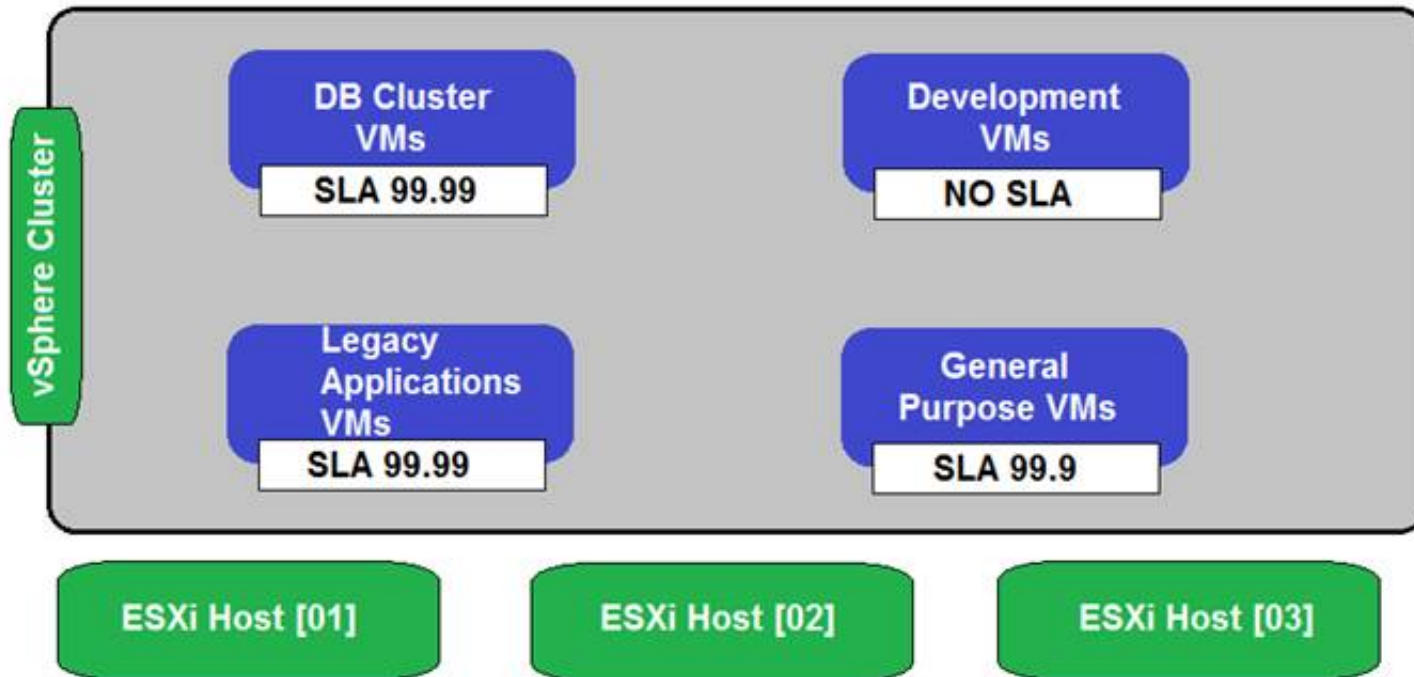 vSphere Cluster
DB Cluster
VMs
SLA 99.99
Development
VMs
NO SLA
Legacy
Applications
VMs
SLA 99.99
General
Purpose VMs
SLA 99.9
ESXi Host [01]
ESXi Host [02]
ESXi Host [03]